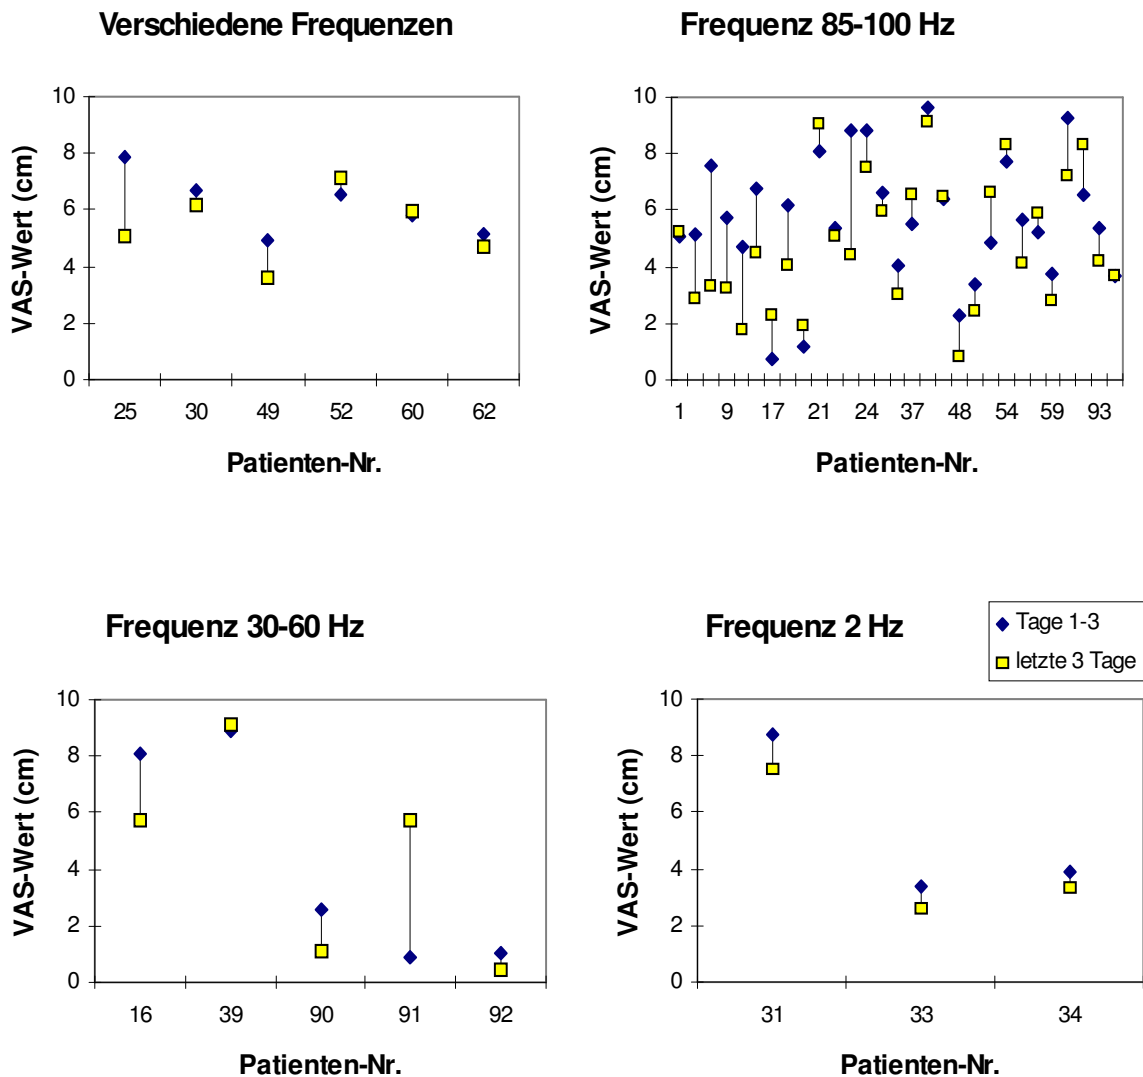 Verschiedene Frequenzen
10
8
6
4
2
0
VAS-Wert (cm)
25 30 49 52 60 62
Patienten-Nr.
Frequenz 85-100 Hz
10
8
6
4
2
0
VAS-Wert (cm)
1 9 17 21 24 37 48 54 59 93
Patienten-Nr.
Frequenz 30-60 Hz
10
8
6
4
2
0
VAS-Wert (cm)
16 39 90 91 92
Patienten-Nr.
Frequenz 2 Hz
Tage 1-3
letzte 3 Tage
10
8
6
4
2
0
VAS-Wert (cm)
31 33 34
Patienten-Nr.